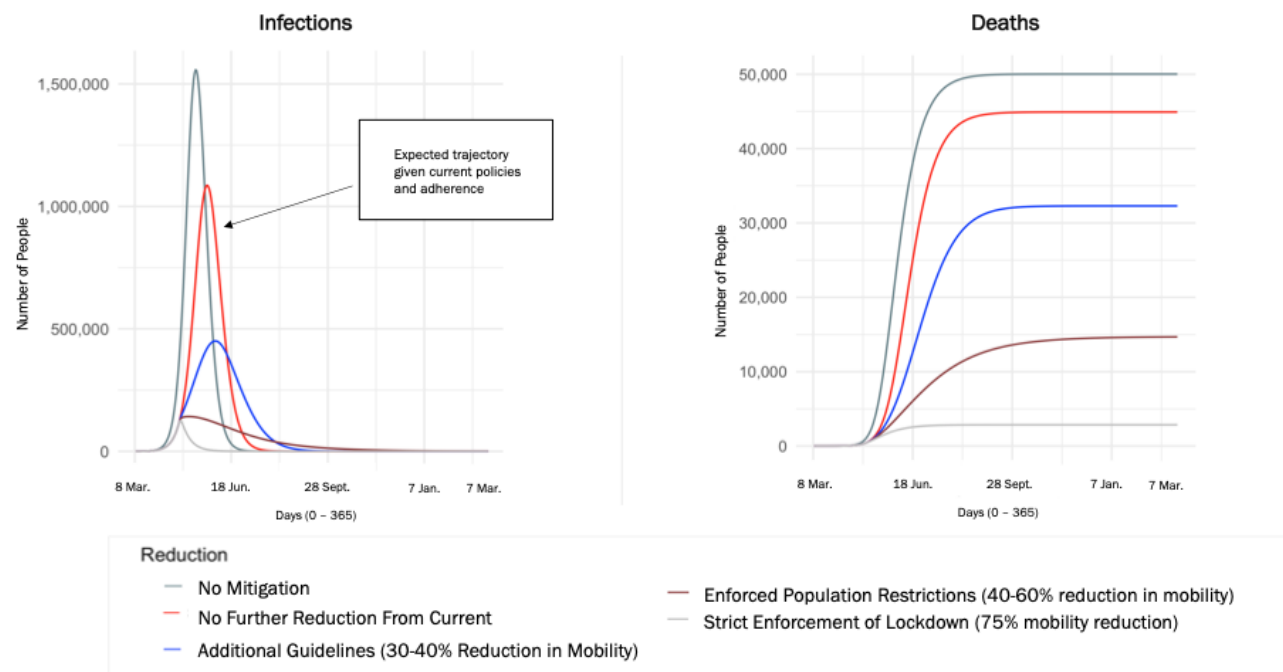 Infections
1,500,000
1,000,000
500,000
0
Number of People
Expected trajectory
given current policies
and adherence
8 Mar.
18 Jun.
28 Sept.
7 Jan.
7 Mar.
Days (0 – 365)
Deaths
50,000
40,000
30,000
20,000
10,000
0
Number of People
8 Mar.
18 Jun.
28 Sept.
7 Jan.
7 Mar.
Days (0 – 365)
Reduction
No Mitigation
No Further Reduction From Current
Additional Guidelines (30-40% Reduction in Mobility)
Enforced Population Restrictions (40-60% reduction in mobility)
Strict Enforcement of Lockdown (75% mobility reduction)